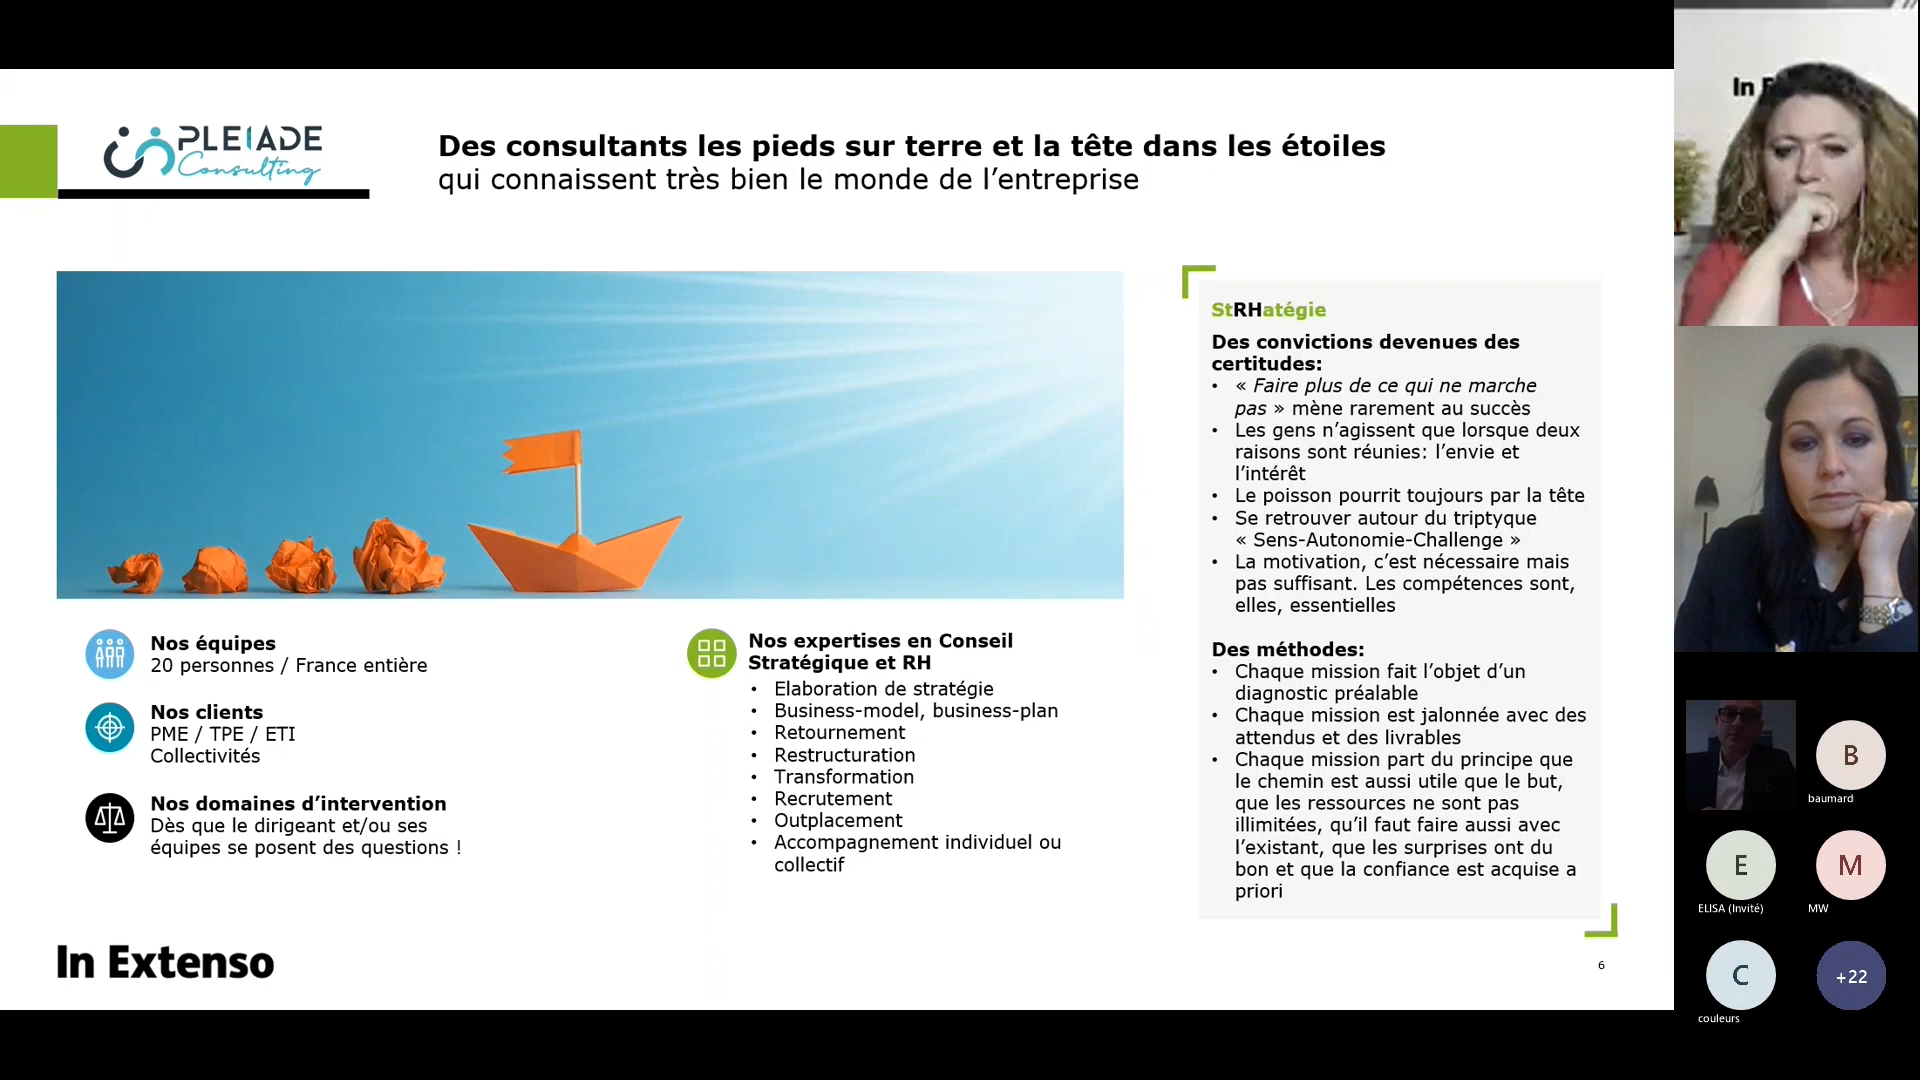 PLEIADE
Consulting
Des consultants les pieds sur terre et la tête dans les étoiles
qui connaissent très bien le monde de l’entreprise
Nos équipes
20 personnes / France entière
Nos clients
PME / TPE / ETI
Collectivités
Nos domaines d’intervention
Dès que le dirigeant et/ou ses
équipes se posent des questions !
Nos expertises en Conseil
Stratégique et RH
• Elaboration de stratégie
• Business-model, business-plan
• Retournement
• Restructuration
• Transformation
• Recrutement
• Outplacement
• Accompagnement individuel ou
collectif
StRHatégie
Des convictions devenues des
certitudes:
• « Faire plus de ce qui ne marche
pas » mène rarement au succès
• Les gens n’agissent que lorsque deux
raisons sont réunies: l’envie et
l’intérêt
• Le poisson pourrit toujours par la tête
• Se retrouver autour du triptyque
« Sens-Autonomie-Challenge »
• La motivation, c’est nécessaire mais
pas suffisant. Les compétences sont,
elles, essentielles
Des méthodes:
• Chaque mission fait l’objet d’un
diagnostic préalable
• Chaque mission est jalonnée avec des
attendus et des livrables
• Chaque mission part du principe que
le chemin est aussi utile que le but,
que les ressources ne sont pas
illimitées, qu’il faut faire aussi avec
l’existant, que les surprises ont du
bon et que la confiance est acquise a
priori
In Extenso
6
In
B
baumard
E
ELISA (Invité)
M
MW
C
couleurs
+22